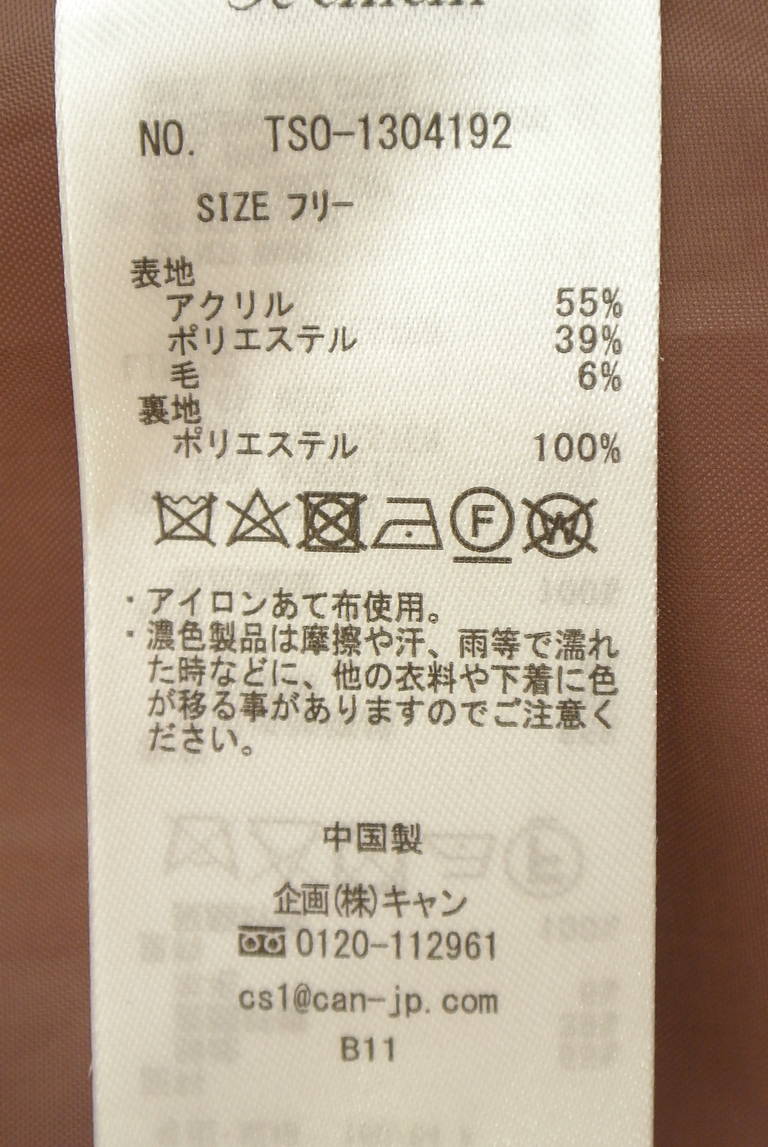 NO. TSO-1304192
SIZE フリー
表地
アクリル 55%
ポリエステル 39%
毛 6%
裏地
ポリエステル 100%
F W
・アイロンあて布使用。
・濃色製品は摩擦や汗、雨等で濡れ
た時などに、他の衣料や下着に色
が移る事がありますのでご注意く
ださい。
中国製
企画(株)キャン
0120-112961
cs1@can-jp.com
B11